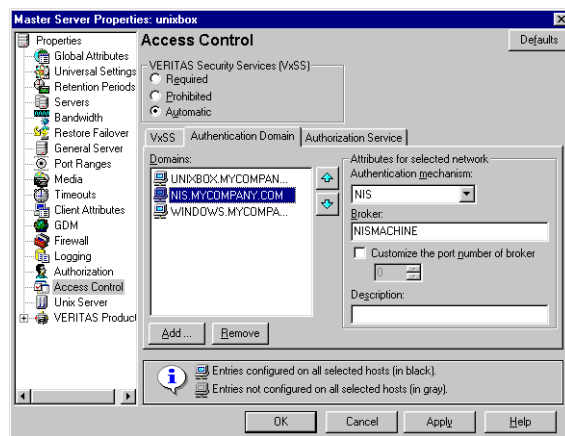 Master Server Properties: unixbox
Properties
Global Attributes
Universal Settings
Retention Periods
Servers
Bandwidth
Restore Failover
General Server
Port Ranges
Media
Timeouts
Client Attributes
GDM
Firewall
Logging
Authorization
Access Control
Unix Server
VERITAS Product
Access Control
Defaults
VERITAS Security Services (VxSS)
Required
Prohibited
Automatic
VxSS Authentication Domain Authorization Service
Domains:
UNIXBOX.MYCOMPAN...
NIS.MYCOMPANY.COM
WINDOWS.MYCOMPA...
Add ... Remove
Attributes for selected network
Authentication mechanism:
NIS
Broker:
NISMACHINE
Customize the port number of broker
0
Description:
Entries configured on all selected hosts (in black).
Entries not configured on all selected hosts (in gray).
OK Cancel Apply Help